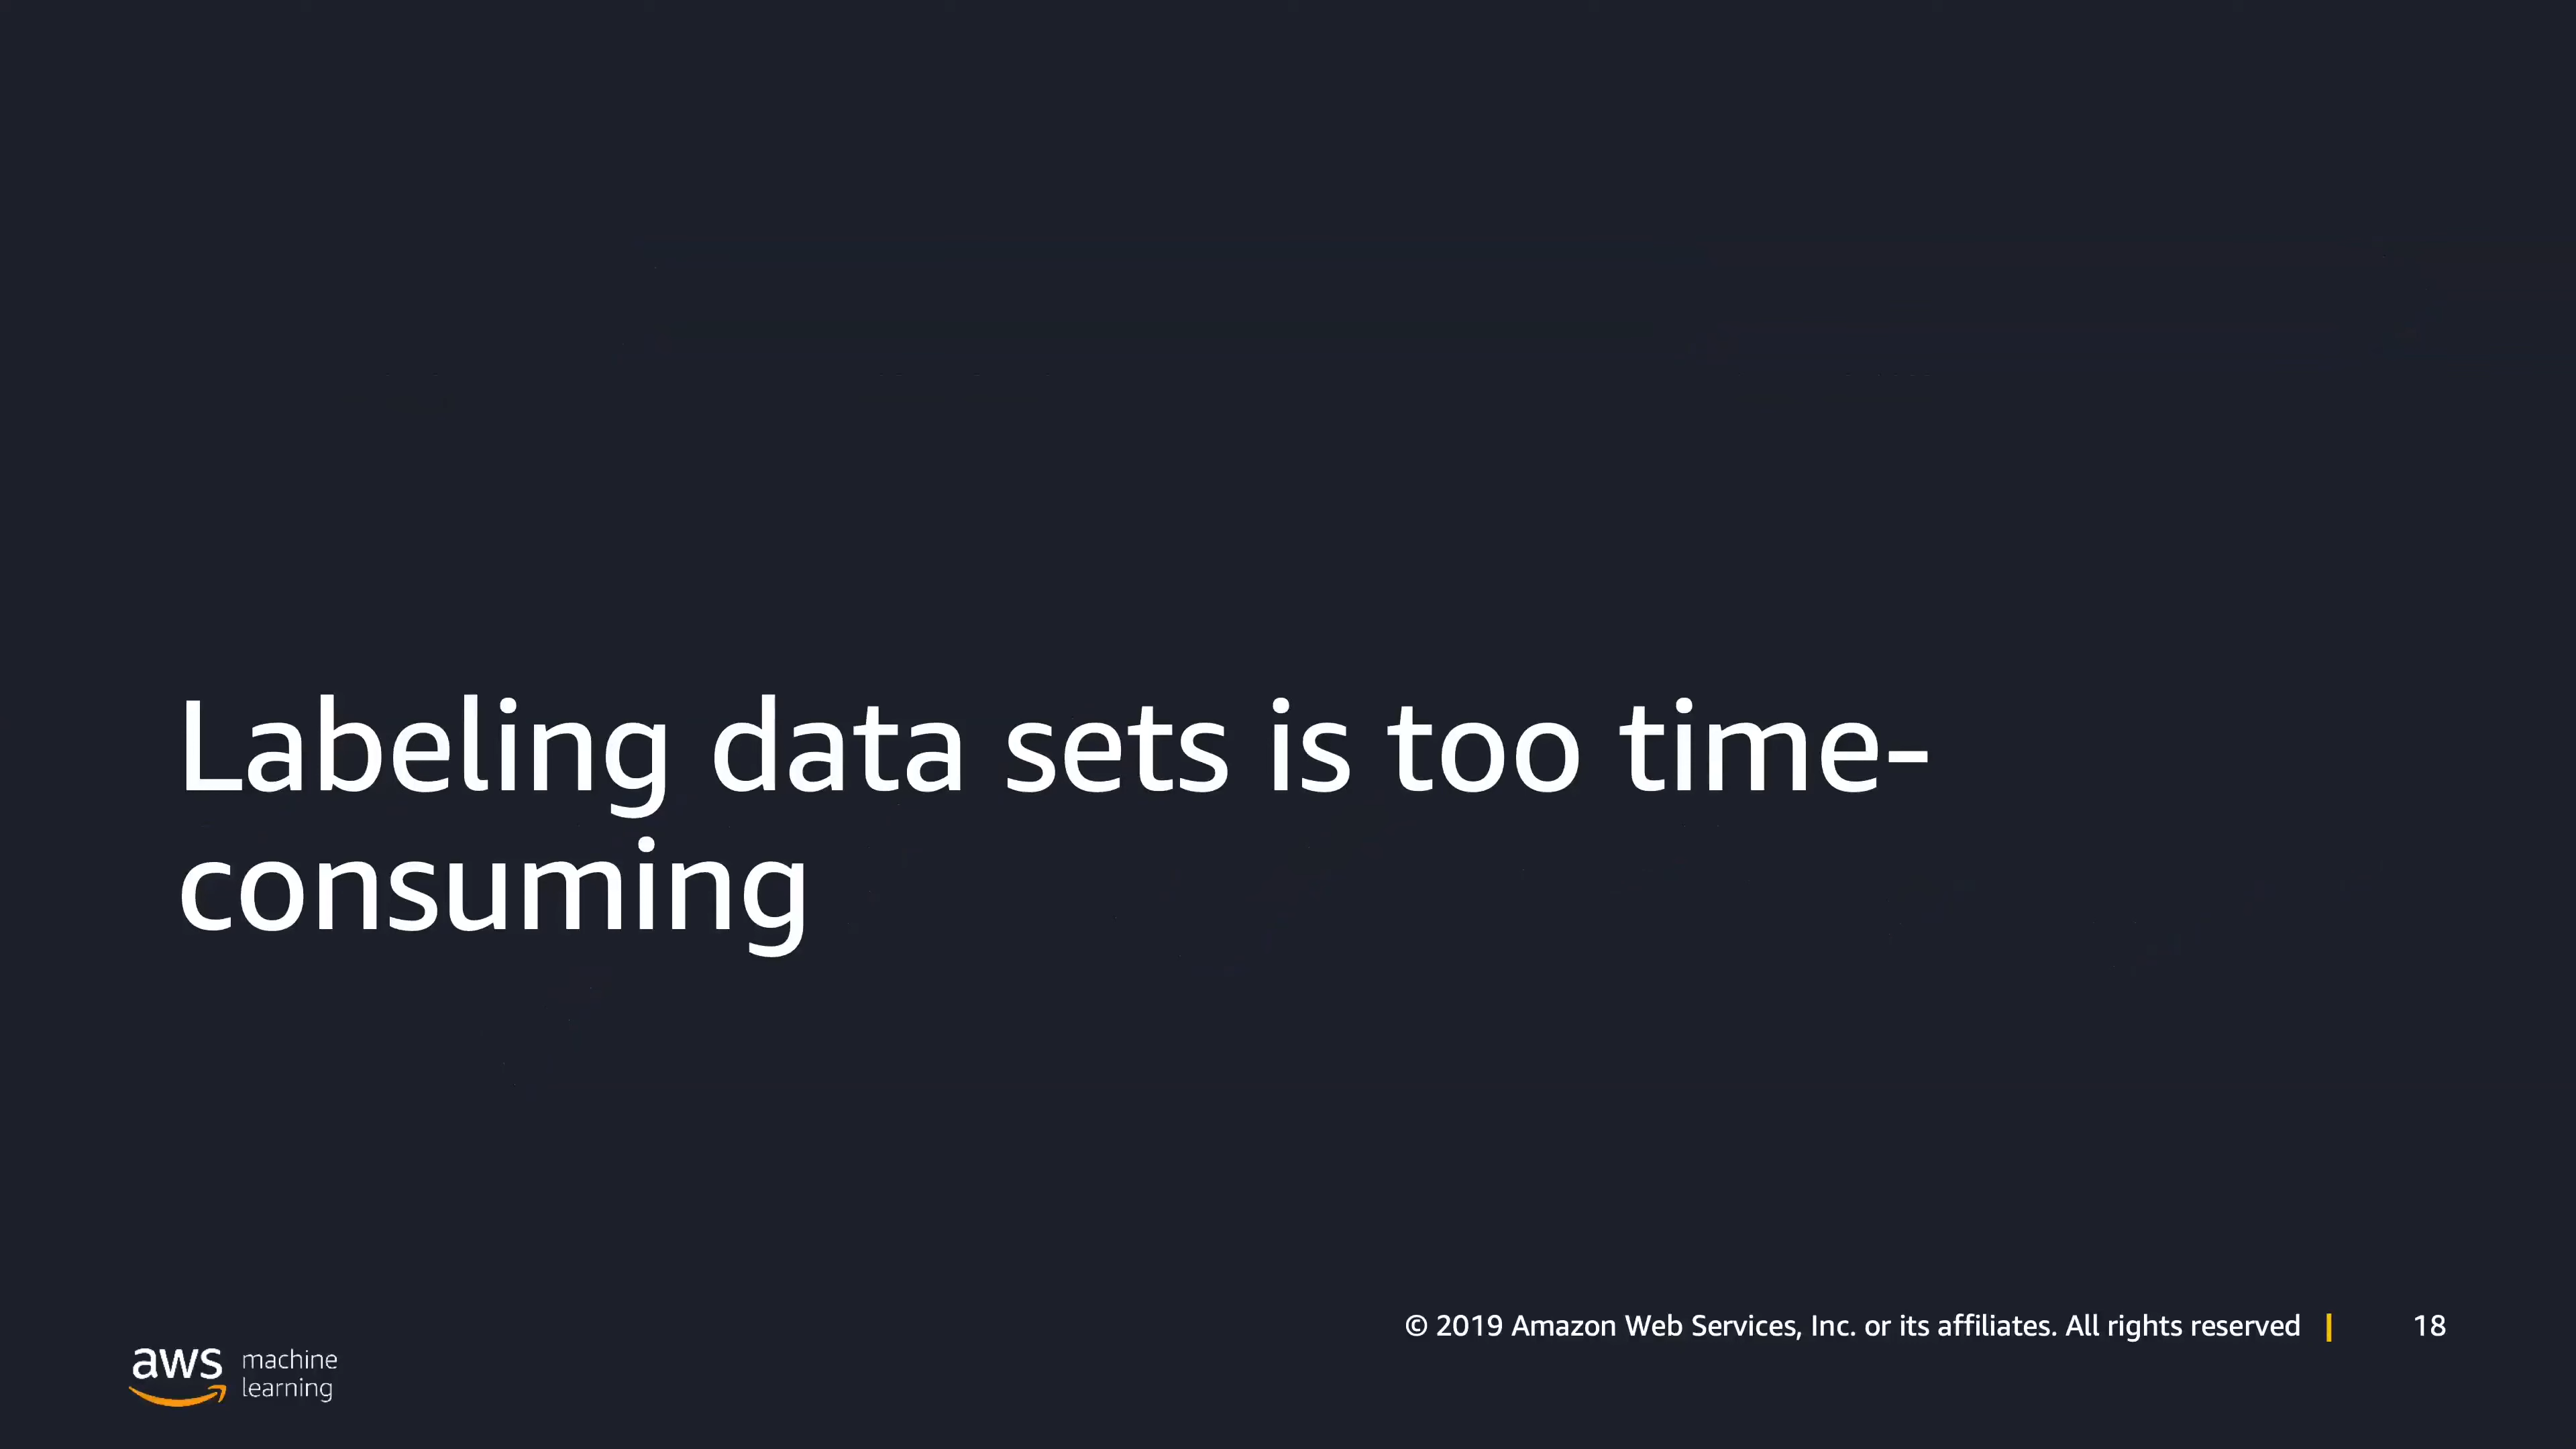 Labeling data sets is too time-
consuming
© 2019 Amazon Web Services, Inc. or its affiliates. All rights reserved | 18
aws machine
learning